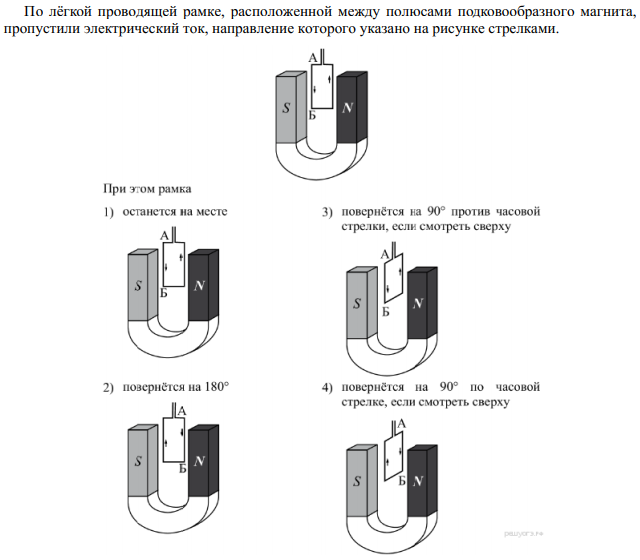 По лёгкой проводящей рамке, расположенной между полюсами подковообразного магнита,
пропустили электрический ток, направление которого указано на рисунке стрелками.
А
S
N
Б
При этом рамка
1) останется на месте
А
S
Б
N
3) повернётся на 90° против часовой
стрелки, если смотреть сверху
А
S
N
Б
2) повернётся на 180°
А
S
Б
N
4) повернётся на 90° по часовой
стрелке, если смотреть сверху
А
S
Б
N